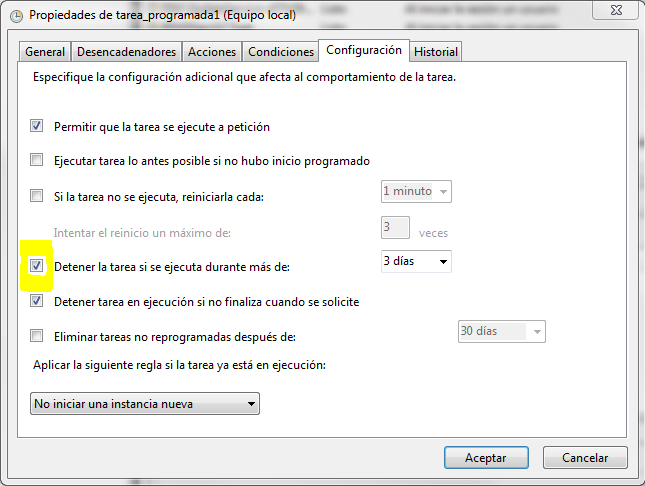 Propiedades de tarea_programada1 (Equipo local)
General Desencadenadores Acciones Condiciones Configuración Historial
Especifique la configuración adicional que afecta al comportamiento de la tarea.
Permitir que la tarea se ejecute a petición
Ejecutar tarea lo antes posible si no hubo inicio programado
Si la tarea no se ejecuta, reiniciarla cada: 1 minuto
Intentar el reinicio un máximo de: 3 veces
Detener la tarea si se ejecuta durante más de: 3 días
Detener tarea en ejecución si no finaliza cuando se solicite
Eliminar tareas no reprogramadas después de: 30 días
Aplicar la siguiente regla si la tarea ya está en ejecución:
No iniciar una instancia nueva
Aceptar Cancelar